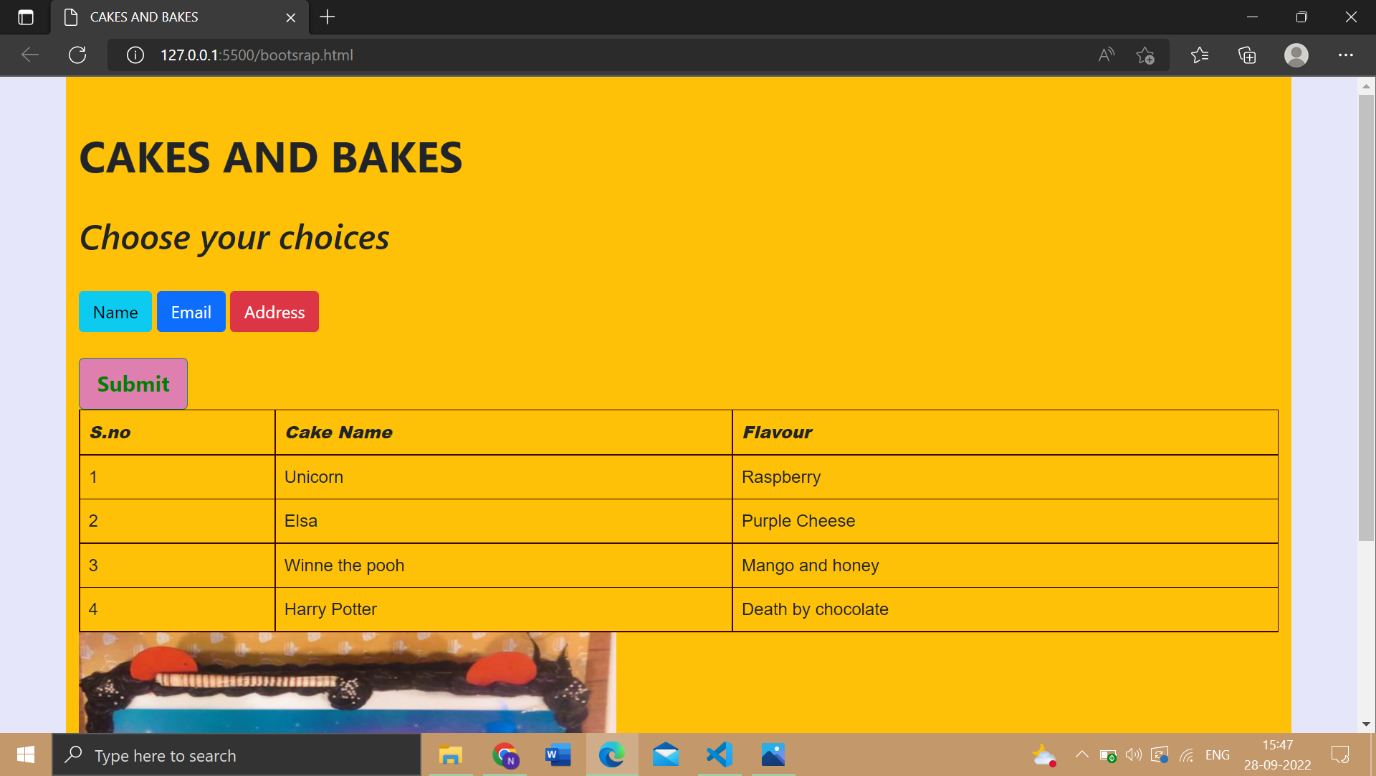 CAKES AND BAKES
127.0.0.1:5500/bootsrap.html
CAKES AND BAKES
Choose your choices
Name Email Address
Submit
S.no Cake Name Flavour
1 Unicorn Raspberry
2 Elsa Purple Cheese
3 Winne the pooh Mango and honey
4 Harry Potter Death by chocolate
Type here to search
N
W
ENG
15:47
28-09-2022